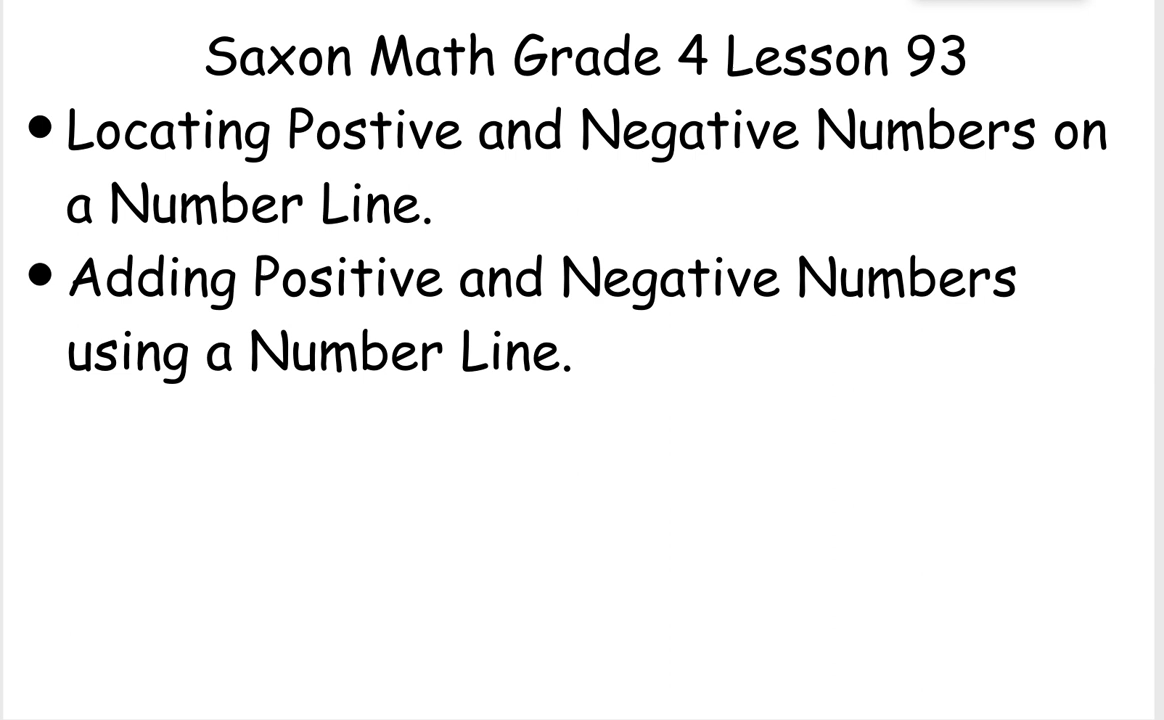 Saxon Math Grade 4 Lesson 93
• Locating Postive and Negative Numbers on
a Number Line.
• Adding Positive and Negative Numbers
using a Number Line.